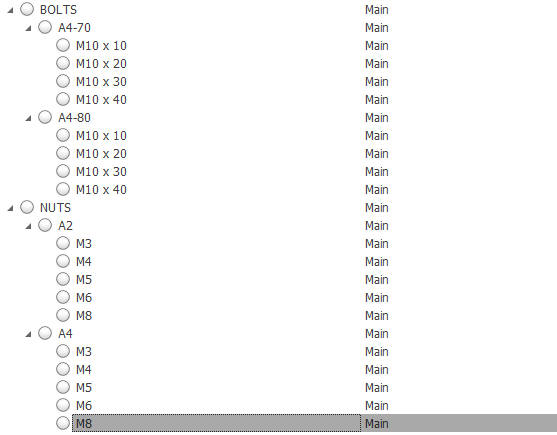 BOLTS Main
A4-70 Main
M10 x 10 Main
M10 x 20 Main
M10 x 30 Main
M10 x 40 Main
A4-80 Main
M10 x 10 Main
M10 x 20 Main
M10 x 30 Main
M10 x 40 Main
NUTS Main
A2 Main
M3 Main
M4 Main
M5 Main
M6 Main
M8 Main
A4 Main
M3 Main
M4 Main
M5 Main
M6 Main
M8 Main